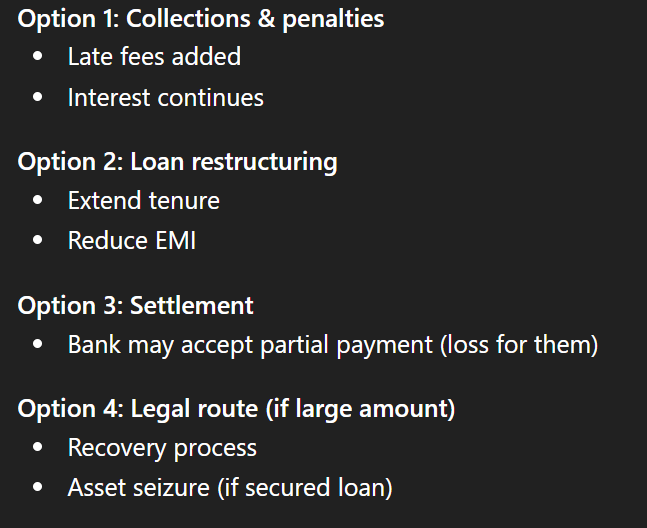 Option 1: Collections & penalties
• Late fees added
• Interest continues
Option 2: Loan restructuring
• Extend tenure
• Reduce EMI
Option 3: Settlement
• Bank may accept partial payment (loss for them)
Option 4: Legal route (if large amount)
• Recovery process
• Asset seizure (if secured loan)